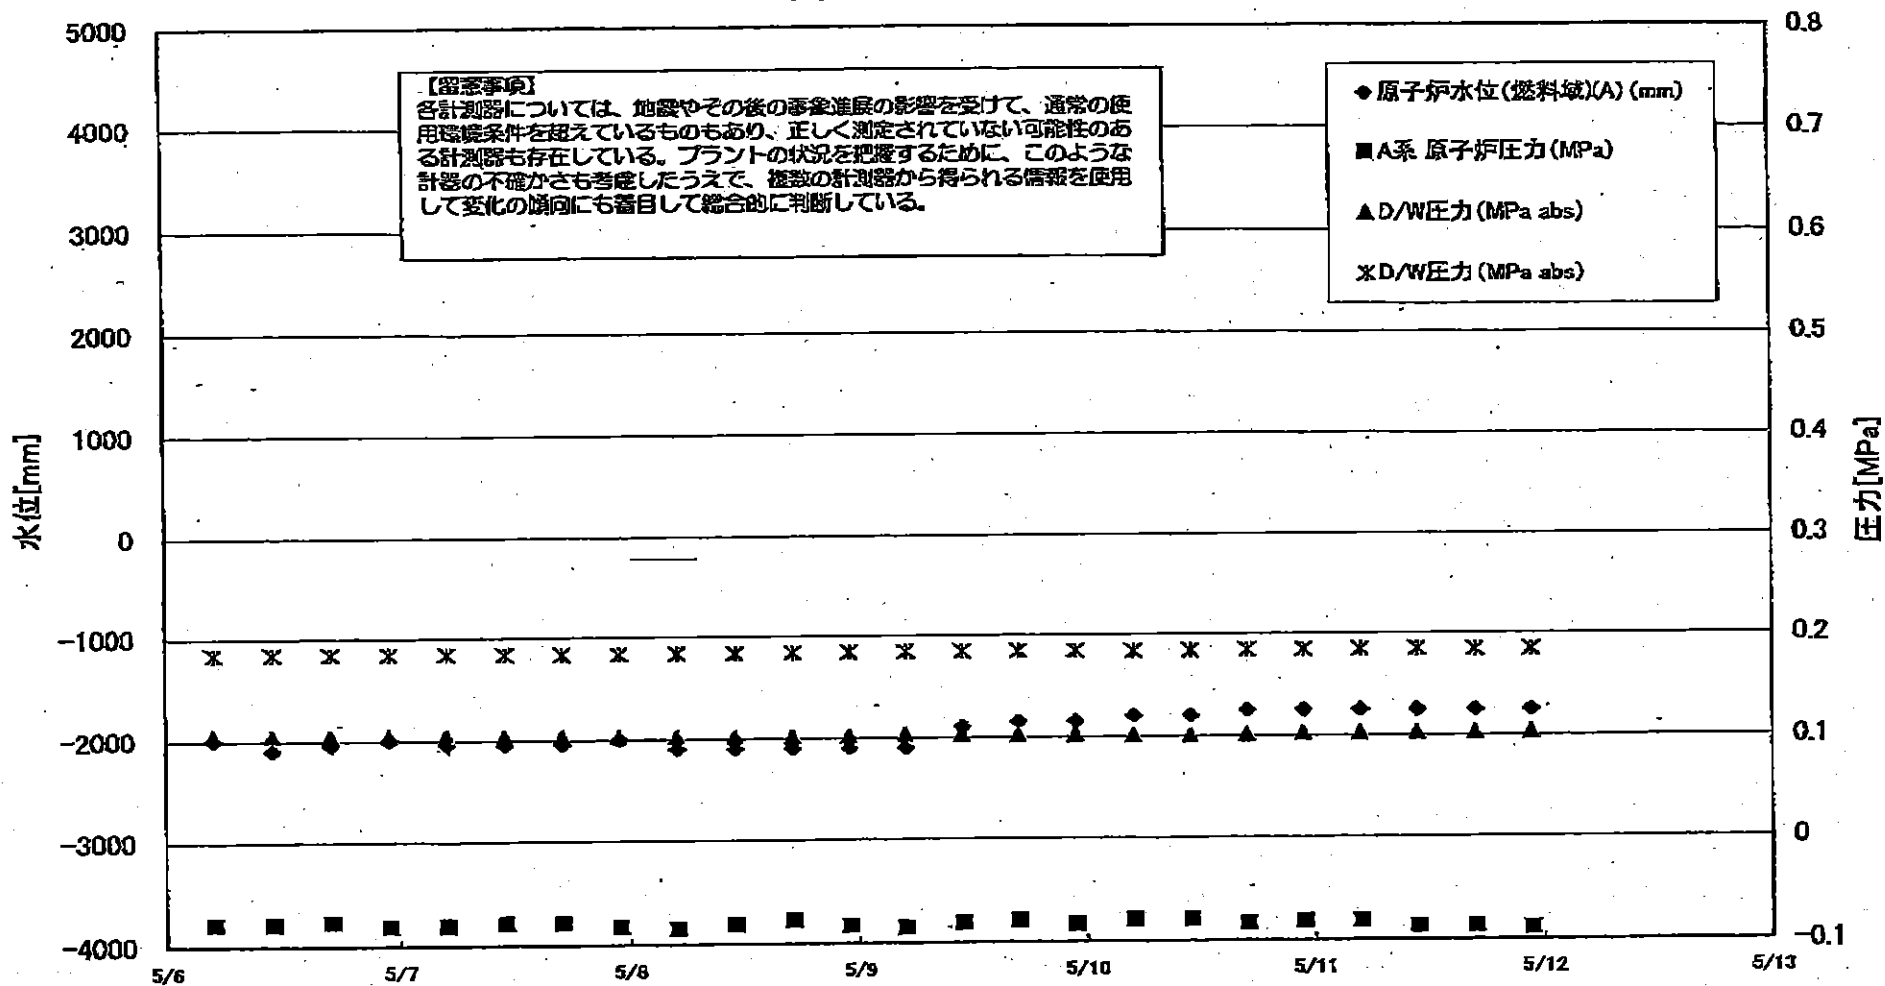 5000
4000
3000
2000
1000
0
-1000
-2000
-3000
-4000
水位[mm]
【留意事項】
各計測器については、地震やその後の事象進展の影響を受けて、通常の使
用環境条件を超えているものもあり、正しく測定されていない可能性のあ
る計測器も存在している。プラントの状況を把握するために、このような
計器の不確かさも考慮したうえで、複数の計測器から得られる情報を使用
して変化の傾向にも着目して総合的に判断している。
◆原子炉水位(燃料域)(A)(mm)
■A系 原子炉圧力(MPa)
▲D/W圧力(MPa abs)
D/W圧力(MPa abs)
0.8
0.7
0.6
0.5
0.4
0.3
0.2
0.1
0
-0.1
圧力[MPa]
5/6 5/7 5/8 5/9 5/10 5/11 5/12 5/13